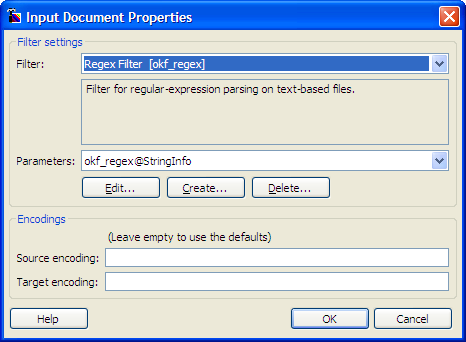 Input Document Properties
Filter settings
Filter: Regex Filter [okf_regex]
Filter for regular-expression parsing on text-based files.
Parameters: okf_regex@StringInfo
Edit... Create... Delete...
Encodings
(Leave empty to use the defaults)
Source encoding:
Target encoding:
Help OK Cancel